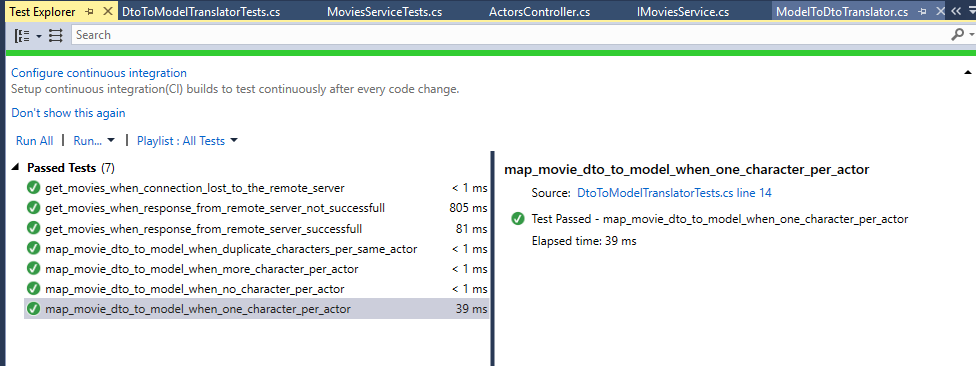 Test Explorer DtoToModelTranslatorTests.cs MoviesServiceTests.cs ActorsController.cs IMoviesService.cs ModelToDtoTranslator.cs
Search
Configure continuous integration
Setup continuous integration(CI) builds to test continuously after every code change.
Don't show this again
Run All | Run... | Playlist : All Tests
Passed Tests (7)
get_movies_when_connection_lost_to_the_remote_server < 1 ms
get_movies_when_response_from_remote_server_not_successfull 805 ms
get_movies_when_response_from_remote_server_successfull 81 ms
map_movie_dto_to_model_when_duplicate_characters_per_same_actor < 1 ms
map_movie_dto_to_model_when_more_character_per_actor < 1 ms
map_movie_dto_to_model_when_no_character_per_actor < 1 ms
map_movie_dto_to_model_when_one_character_per_actor 39 ms
map_movie_dto_to_model_when_one_character_per_actor
Source: DtoToModelTranslatorTests.cs line 14
Test Passed - map_movie_dto_to_model_when_one_character_per_actor
Elapsed time: 39 ms